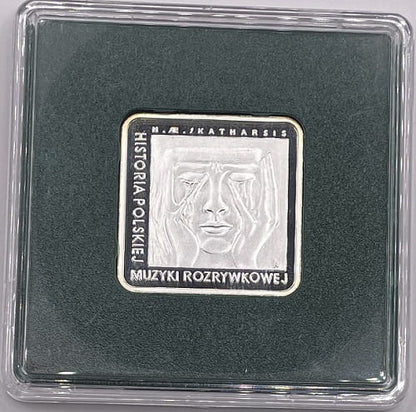 N. Æ. / KATHARSIS
HISTORIA POLSKIEJ
MUZYKI ROZRYWKOWEJ